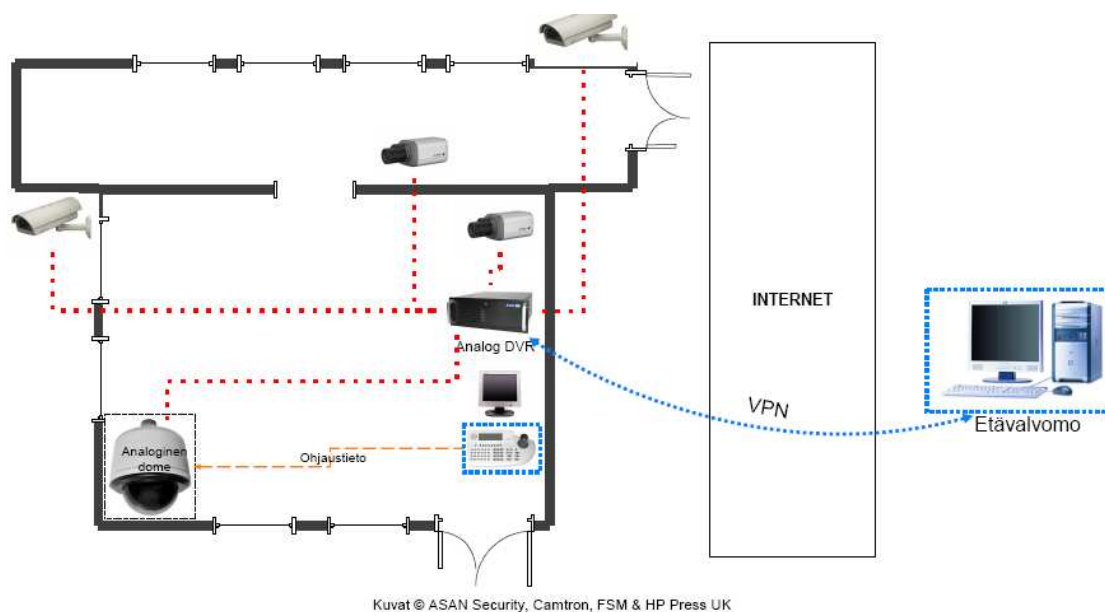 INTERNET
Analog DVR
VPN
Etävalvomo
Analoginen
dome
Ohjaustieto
Kuvat © ASAN Security, Camtron, FSM & HP Press UK